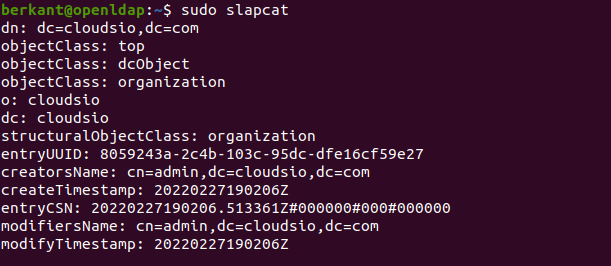 berkant@openldap:~$ sudo slapcat
dn: dc=cloudsio,dc=com
objectClass: top
objectClass: dcObject
objectClass: organization
o: cloudsio
dc: cloudsio
structuralObjectClass: organization
entryUUID: 8059243a-2c4b-103c-95dc-dfe16cf59e27
creatorsName: cn=admin,dc=cloudsio,dc=com
createTimestamp: 20220227190206Z
entryCSN: 20220227190206.513361Z#000000#000#000000
modifiersName: cn=admin,dc=cloudsio,dc=com
modifyTimestamp: 20220227190206Z